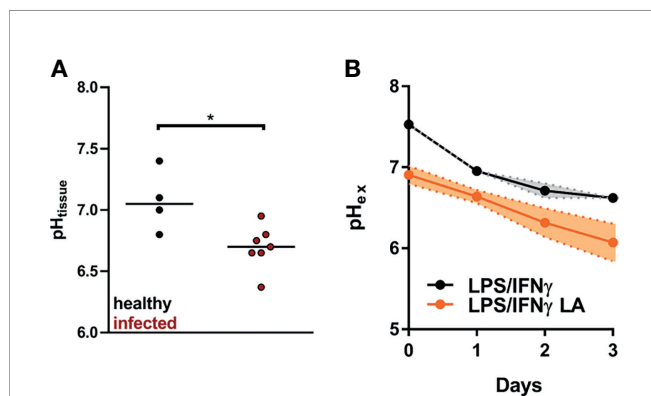 A
8.0
7.5
7.0
6.5
6.0
pHtissue
*
healthy
infected
B
8
7
6
5
pHex
LPS/IFNγ
LPS/IFNγ LA
0 1 2 3
Days